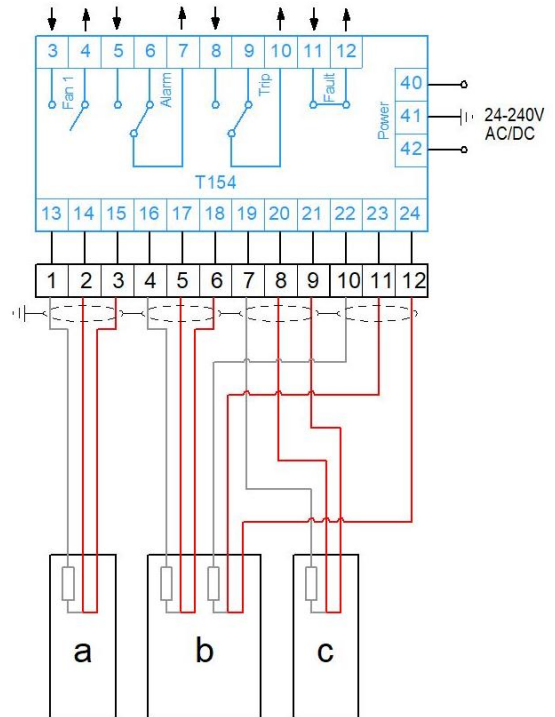 3 4 5 6 7 8 9 10 11 12
Fan 1
Alarm
Trip
Fault
Power
40
41
42
24-240V
AC/DC
T154
13 14 15 16 17 18 19 20 21 22 23 24
1 2 3 4 5 6 7 8 9 10 11 12
a b c